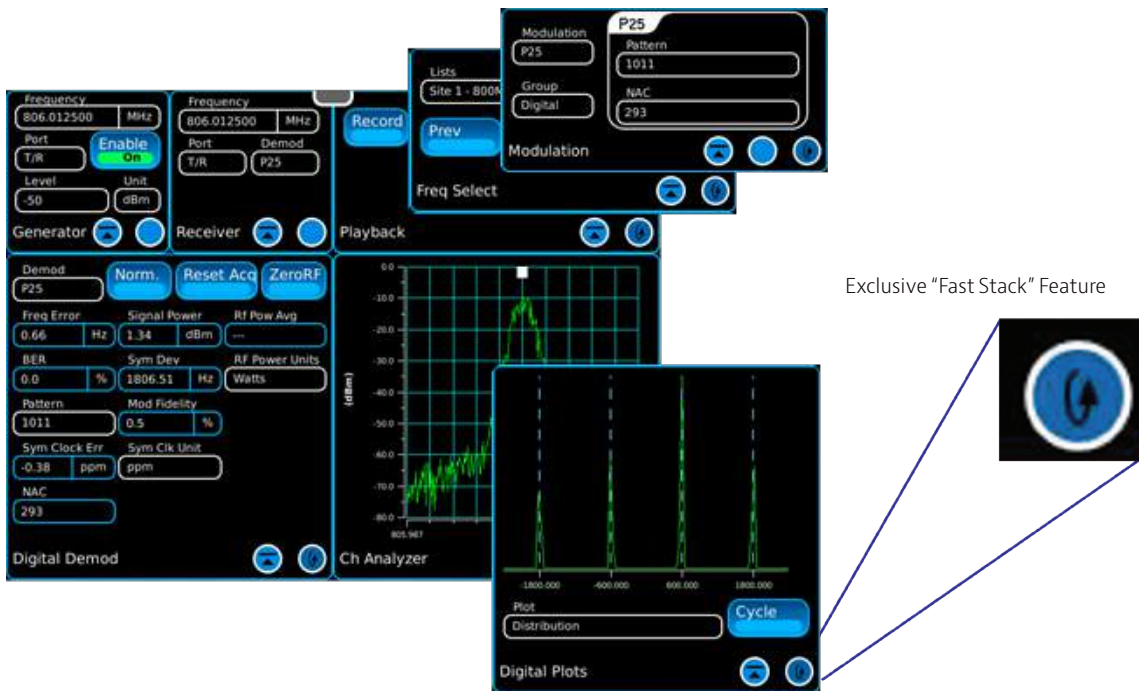 Modulation
P25
P25
Pattern
1011
Group
Digital
NAC
293
Modulation
Lists
Site 1 - 800M
Prev
Freq Select
Frequency
806.012500 MHz
Port
T/R
Enable
On
Level
-50
Unit
dBm
Generator
Frequency
806.012500 MHz
Port
T/R
Demod
P25
Receiver
Record
Playback
Demod
P25
Norm.
Reset Acq
ZeroRF
Freq Error
0.66 Hz
Signal Power
1.34 dBm
Rf Pow Avg
---
BER
0.0 %
Sym Dev
1806.51 Hz
RF Power Units
Watts
Pattern
1011
Mod Fidelity
0.5 %
Sym Clock Err
-0.38 ppm
Sym Clk Unit
ppm
NAC
293
Digital Demod
0.0
-10.0
-20.0
-30.0
-40.0
-50.0
-60.0
-70.0
-80.0
(dBm)
805.987
Ch Analyzer
-1800.000 -600.000 600.000 1800.000
Plot
Distribution
Cycle
Digital Plots
Exclusive “Fast Stack” Feature